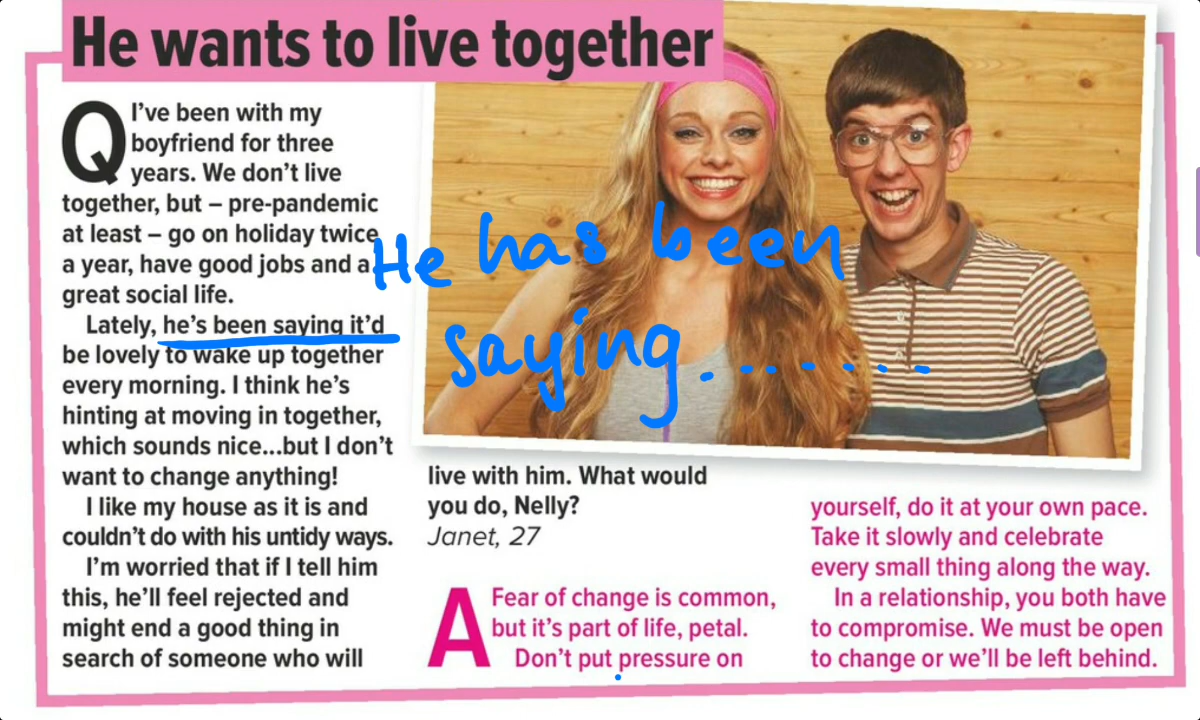 He wants to live together
Q I've been with my
boyfriend for three
years. We don't live
together, but – pre-pandemic
at least – go on holiday twice
a year, have good jobs and a
great social life.
Lately, he's been saying it'd
be lovely to wake up together
every morning. I think he's
hinting at moving in together,
which sounds nice...but I don't
want to change anything!
I like my house as it is and
couldn't do with his untidy ways.
I'm worried that if I tell him
this, he'll feel rejected and
might end a good thing in
search of someone who will
He has been
saying........
live with him. What would
you do, Nelly?
Janet, 27
A Fear of change is common,
but it's part of life, petal.
Don't put pressure on
yourself, do it at your own pace.
Take it slowly and celebrate
every small thing along the way.
In a relationship, you both have
to compromise. We must be open
to change or we'll be left behind.